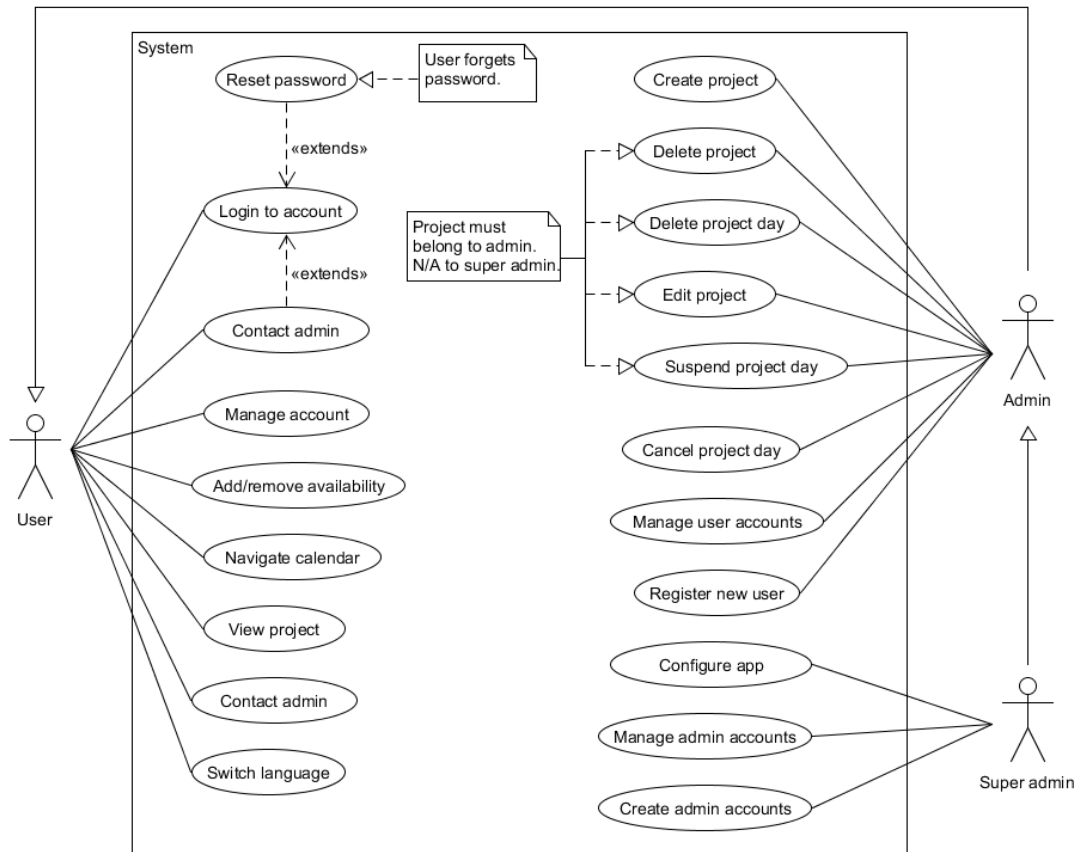 System
Reset password
User forgets
password.
«extends»
Login to account
«extends»
Contact admin
Manage account
Add/remove availability
Navigate calendar
View project
Contact admin
Switch language
User
Project must
belong to admin.
N/A to super admin.
Create project
Delete project
Delete project day
Edit project
Suspend project day
Cancel project day
Manage user accounts
Register new user
Configure app
Manage admin accounts
Create admin accounts
Admin
Super admin